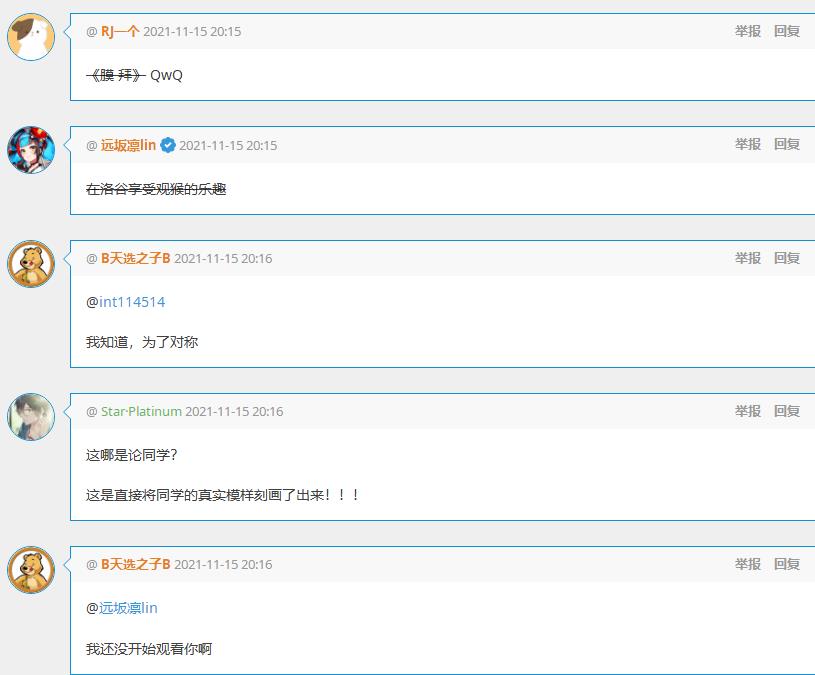 @ RJ一个 2021-11-15 20:15 举报 回复
《膜 拜》 QwQ
@ 远坂凛lin 2021-11-15 20:15 举报 回复
在洛谷享受观猴的乐趣
@ B天选之子B 2021-11-15 20:16 举报 回复
@int114514
我知道，为了对称
@ Star·Platinum 2021-11-15 20:16 举报 回复
这哪是论同学？
这是直接将同学的真实模样刻画了出来！！！
@ B天选之子B 2021-11-15 20:16 举报 回复
@远坂凛lin
我还没开始观看你啊